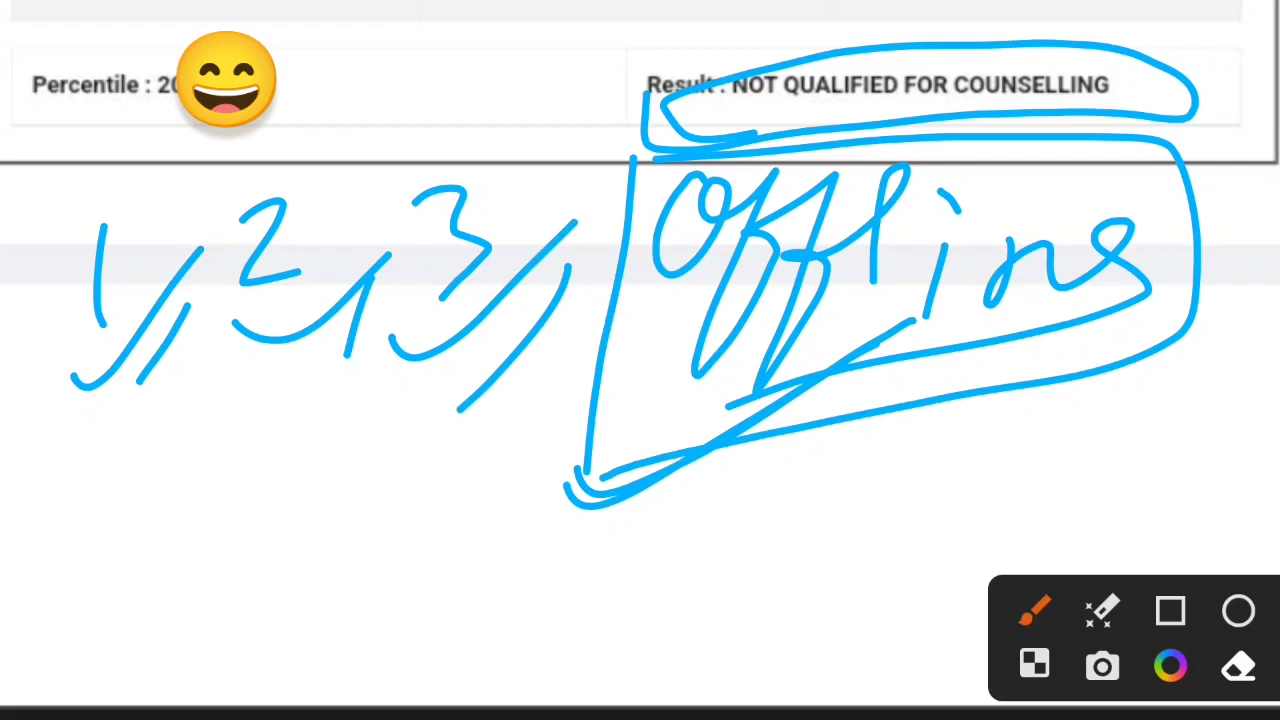 Percentile : 20
Result : NOT QUALIFIED FOR COUNSELLING
1, 2, 3, offline